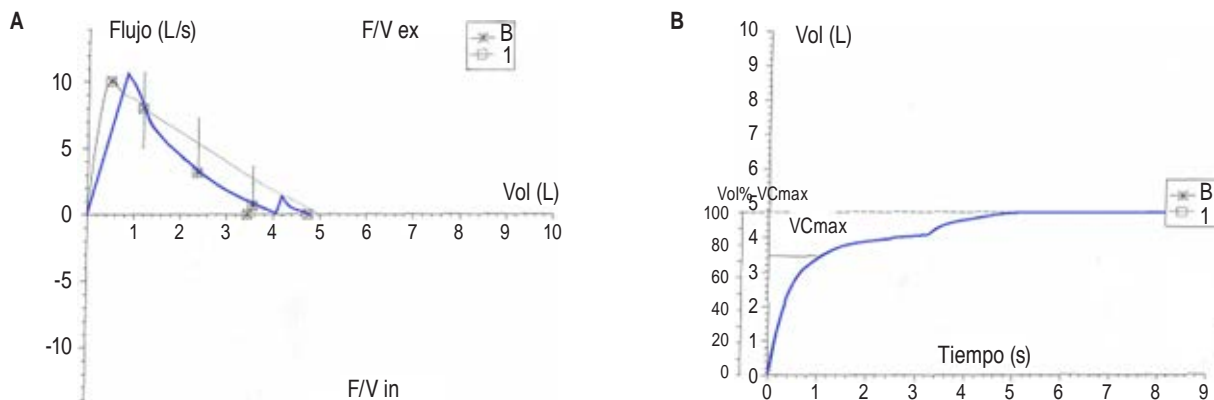 A
Flujo (L/s)
F/V ex
B
1
10
5
0
-5
-10
Vol (L)
1 2 3 4 5 6 7 8 9 10
F/V in
B
Vol (L)
10
9
8
7
6
5
4
3
2
1
0
Vol%-VCmax
100
80
60
40
20
0
VCmax
B
1
Tiempo (s)
0 1 2 3 4 5 6 7 8 9